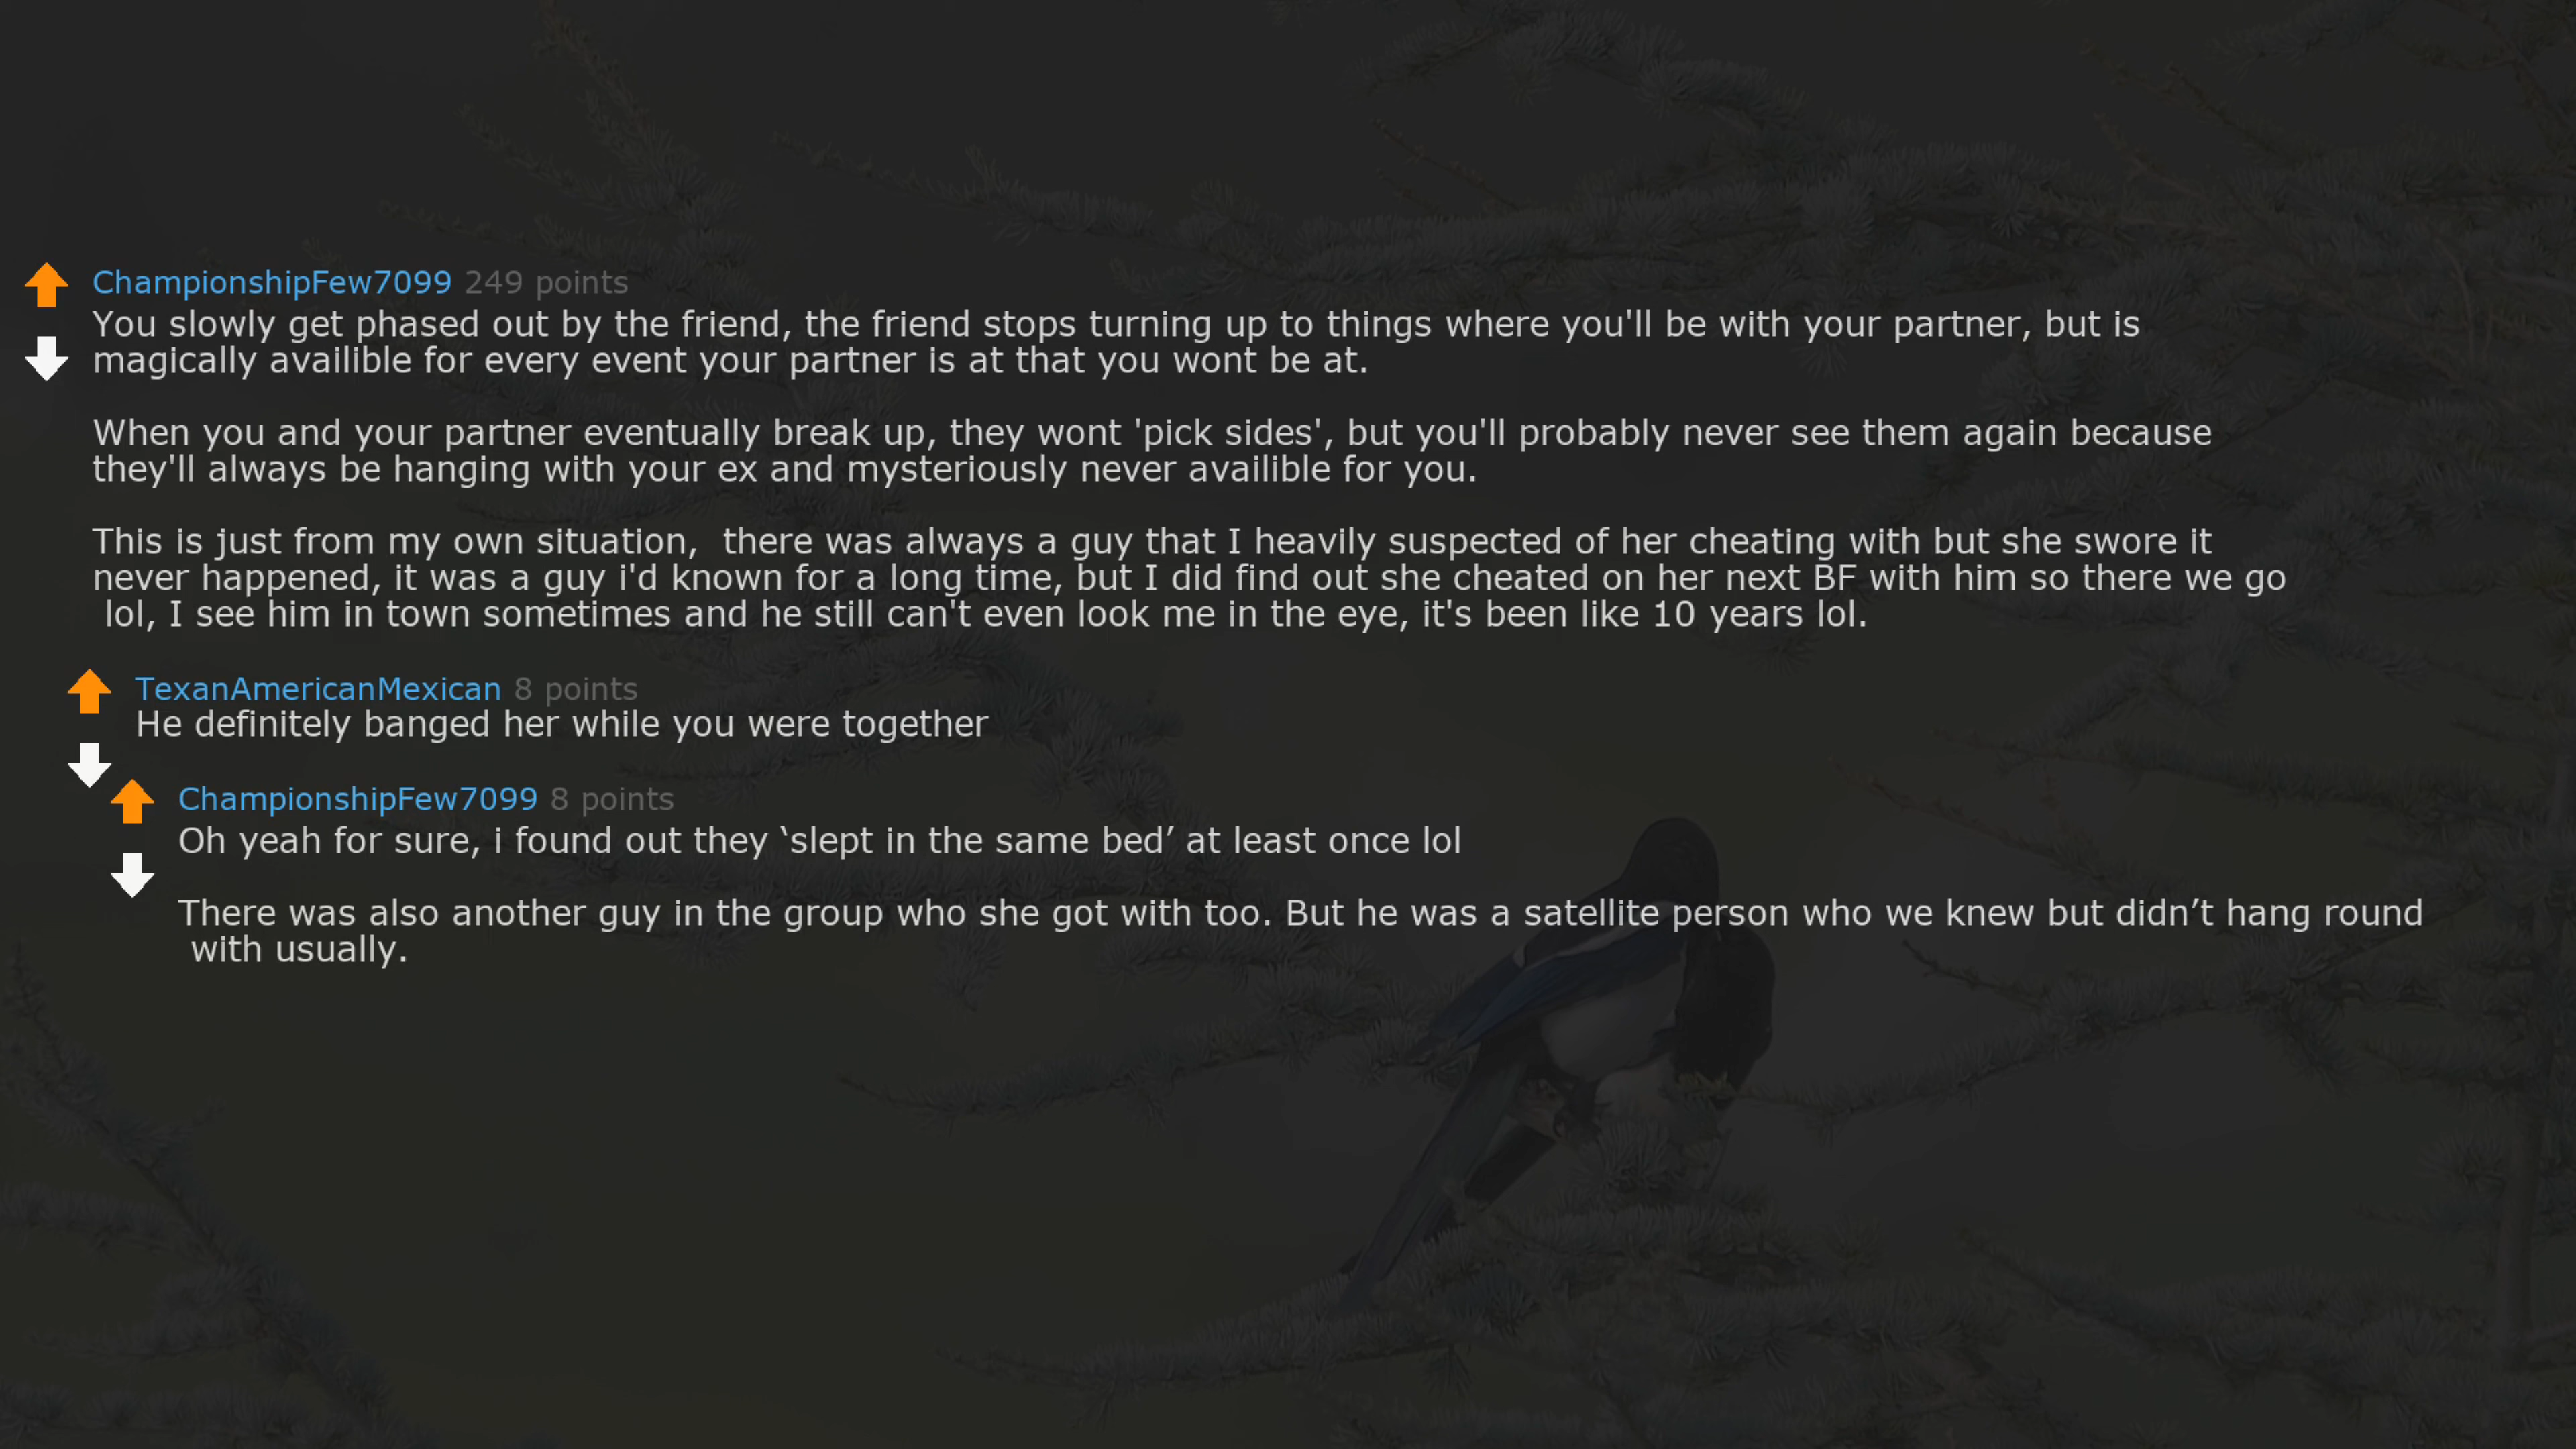 ChampionshipFew7099 249 points
You slowly get phased out by the friend, the friend stops turning up to things where you'll be with your partner, but is
magically availible for every event your partner is at that you wont be at.
When you and your partner eventually break up, they wont 'pick sides', but you'll probably never see them again because
they'll always be hanging with your ex and mysteriously never availible for you.
This is just from my own situation,  there was always a guy that I heavily suspected of her cheating with but she swore it
never happened, it was a guy i'd known for a long time, but I did find out she cheated on her next BF with him so there we go
lol, I see him in town sometimes and he still can't even look me in the eye, it's been like 10 years lol.
TexanAmericanMexican 8 points
He definitely banged her while you were together
ChampionshipFew7099 8 points
Oh yeah for sure, i found out they ‘slept in the same bed’ at least once lol
There was also another guy in the group who she got with too. But he was a satellite person who we knew but didn’t hang round
with usually.